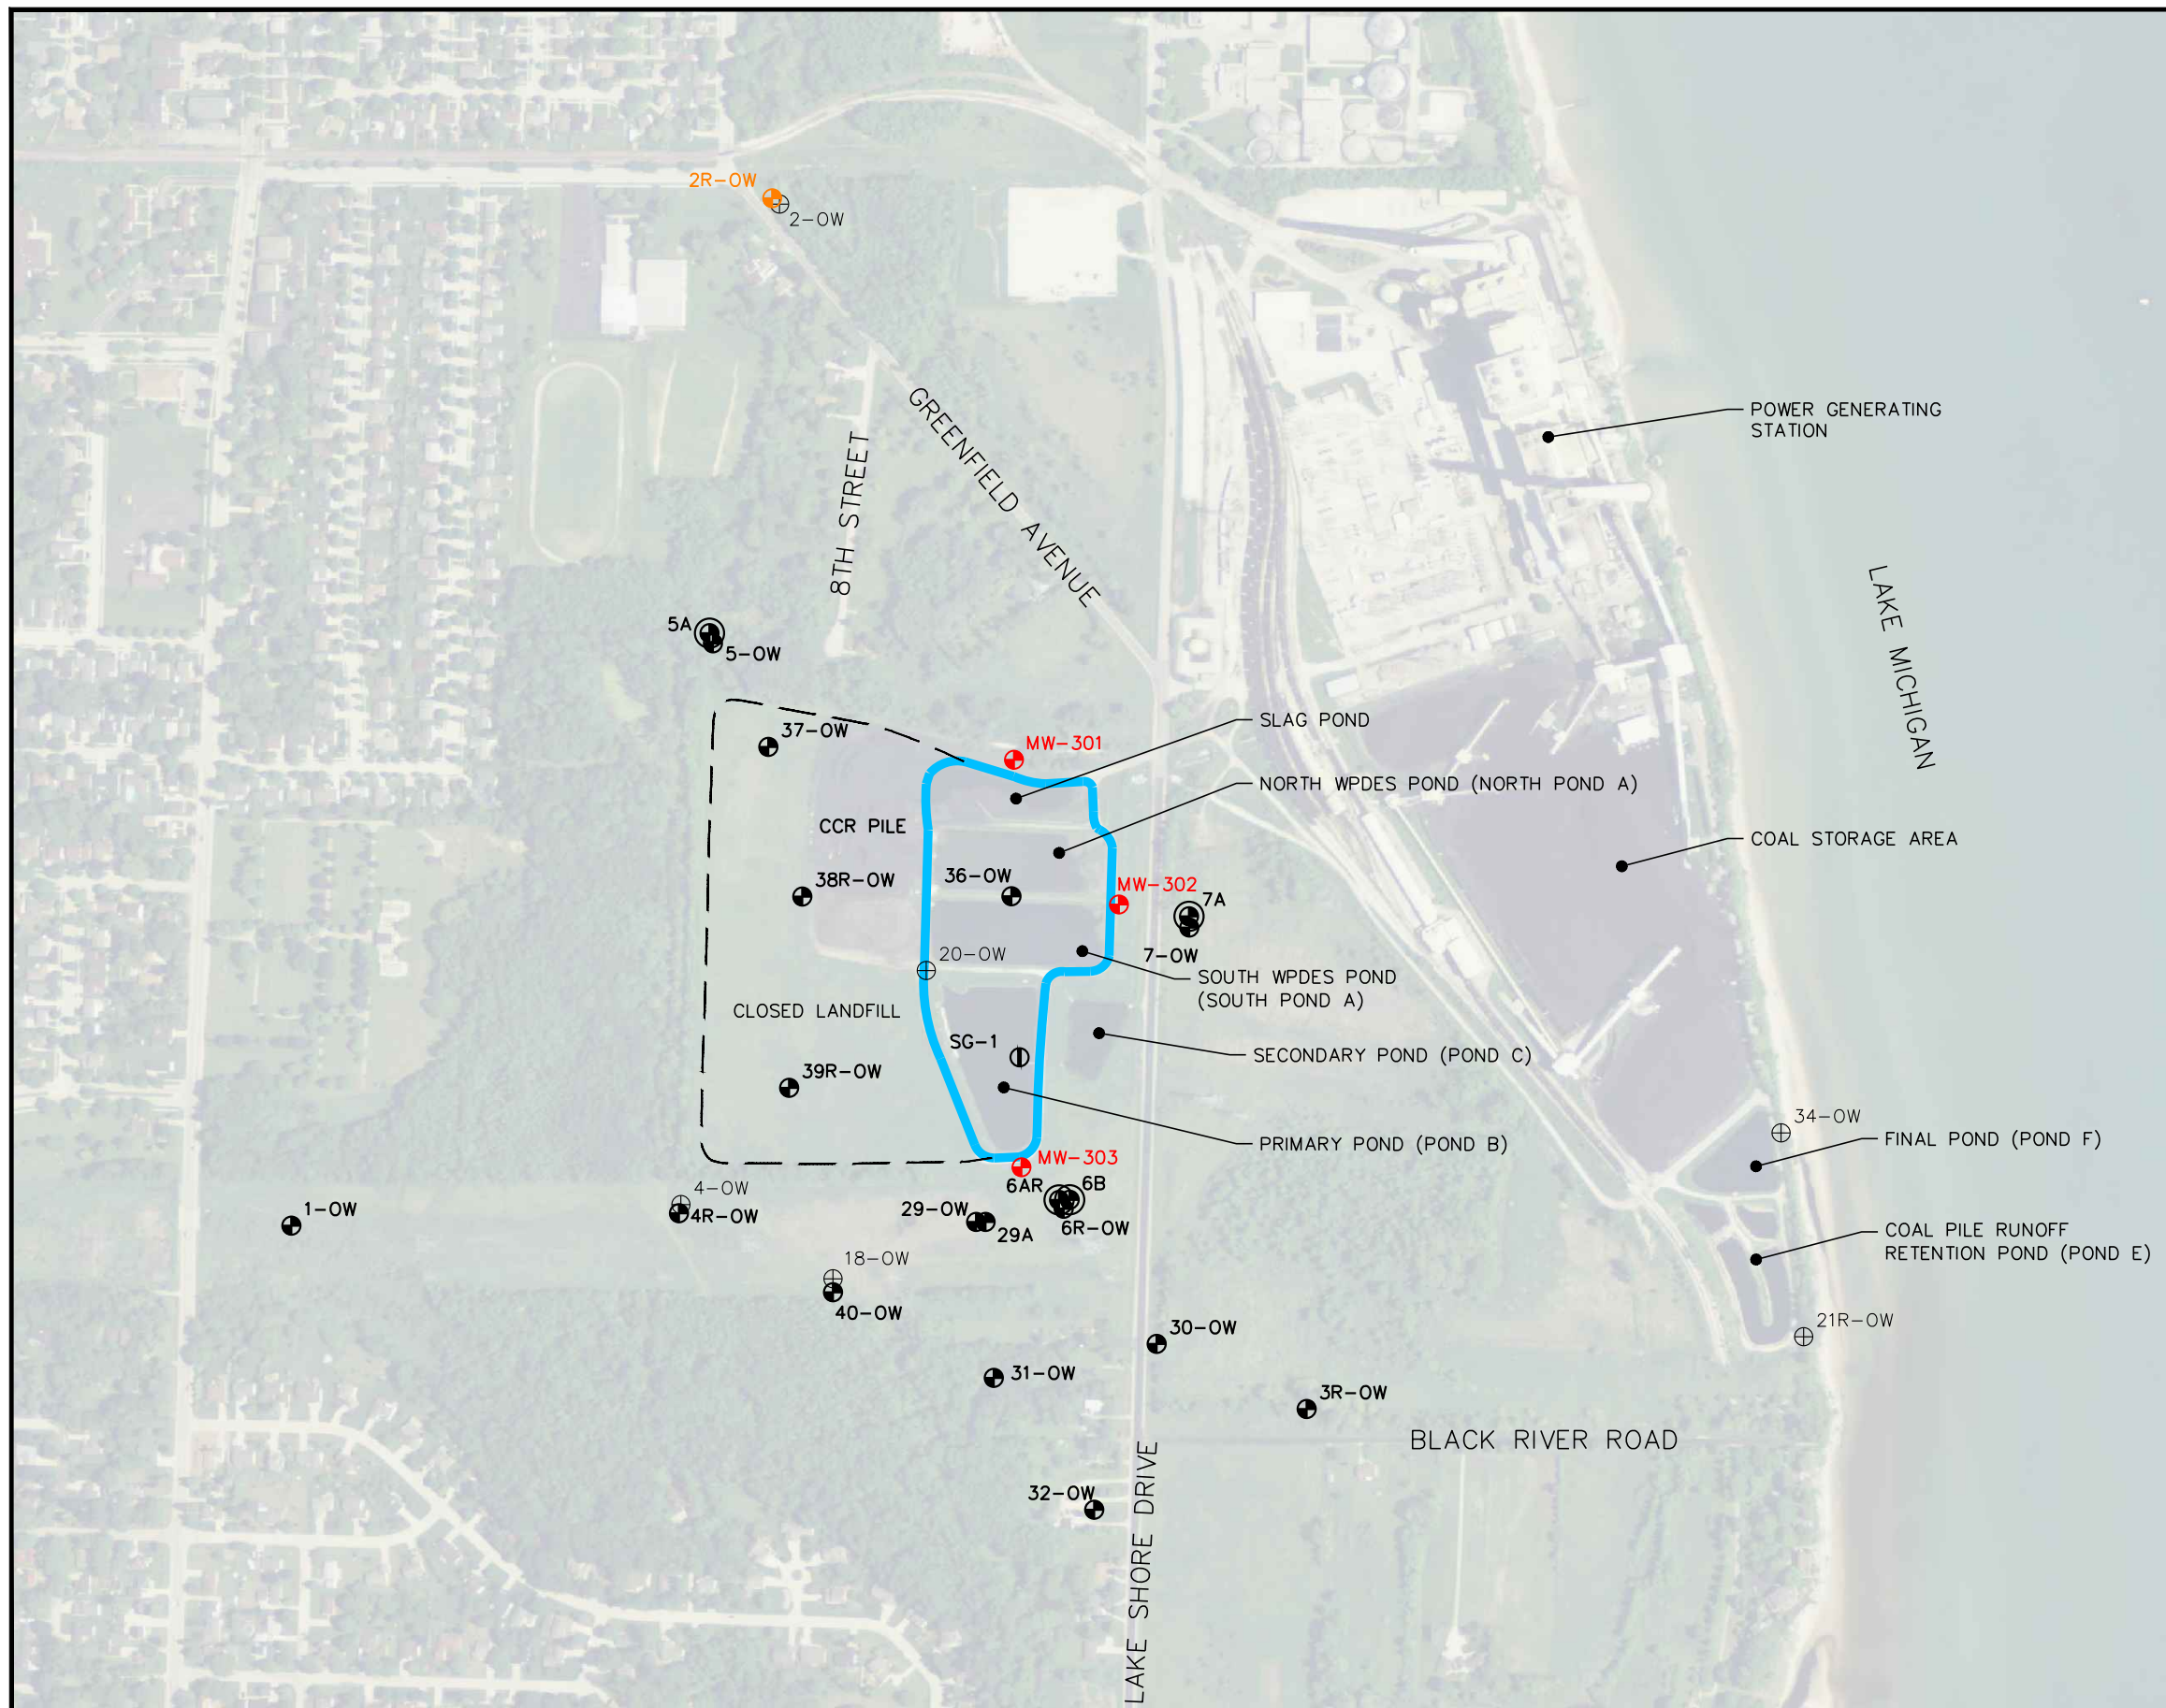 2R-OW
2-OW
GREENFIELD AVENUE
8TH STREET
POWER GENERATING
STATION
LAKE MICHIGAN
5A
5-OW
37-OW
MW-301
SLAG POND
NORTH WPDES POND (NORTH POND A)
CCR PILE
COAL STORAGE AREA
38R-OW
36-OW
MW-302
7A
7-OW
20-OW
SOUTH WPDES POND
(SOUTH POND A)
CLOSED LANDFILL
SG-1
SECONDARY POND (POND C)
39R-OW
34-OW
PRIMARY POND (POND B)
FINAL POND (POND F)
MW-303
4-OW
6AR
6B
1-OW
4R-OW
29-OW
29A
6R-OW
COAL PILE RUNOFF
RETENTION POND (POND E)
18-OW
40-OW
21R-OW
30-OW
31-OW
3R-OW
BLACK RIVER ROAD
32-OW
LAKE SHORE DRIVE